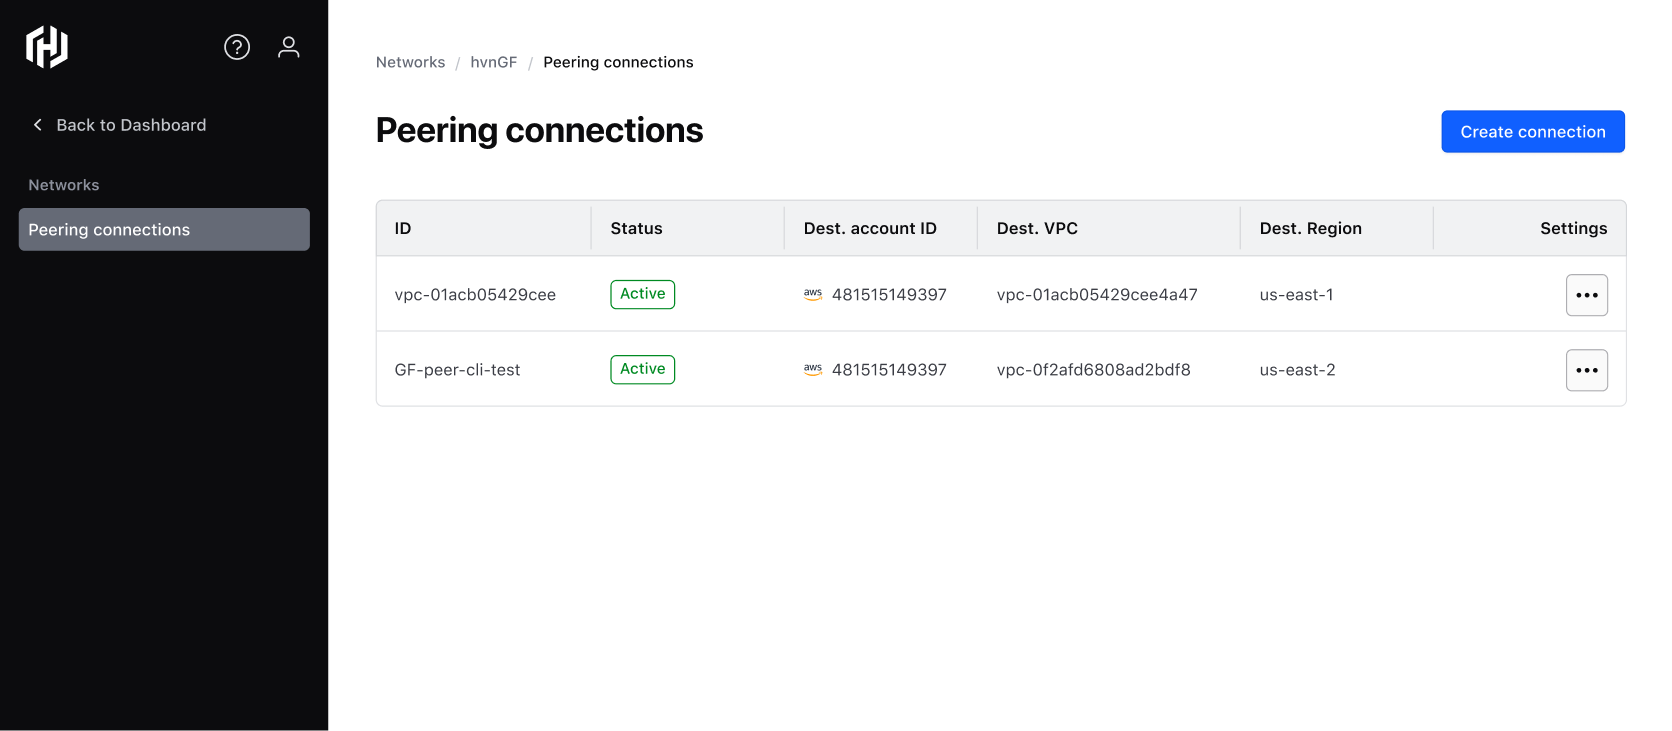 Back to Dashboard
Networks
Peering connections
Networks / hvnGF / Peering connections
Peering connections
Create connection
ID Status Dest. account ID Dest. VPC Dest. Region Settings
vpc-01acb05429cee Active aws 481515149397 vpc-01acb05429cee4a47 us-east-1
GF-peer-cli-test Active aws 481515149397 vpc-0f2afd6808ad2bdf8 us-east-2